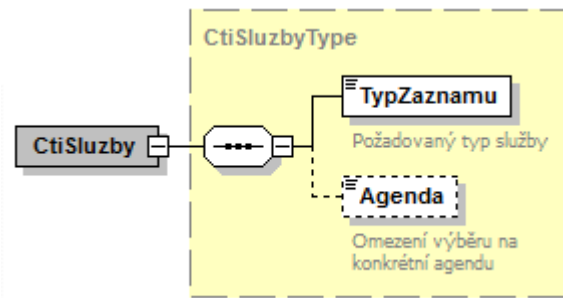 CtiSluzbyType
TypZaznamu
Požadovaný typ služby
CtiSluzby
Agenda
Omezení výběru na
konkrétní agendu